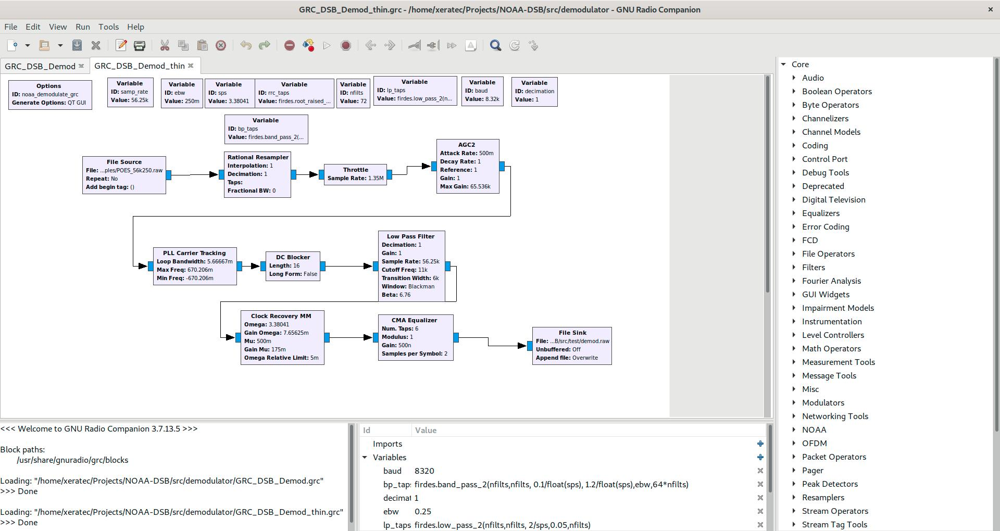 GRC_DSB_Demod_thin.grc - /home/xeratec/Projects/NOAA-DSB/src/demodulator - GNU Radio Companion
File Edit View Run Tools Help
GRC_DSB_Demod
GRC_DSB_Demod_thin
Options
ID: noaa_demodulate_grc
Generate Options: QT GUI
Variable
ID: samp_rate
Value: 56.25k
Variable
ID: ebw
Value: 250m
Variable
ID: sps
Value: 3.38041
Variable
ID: rrc_taps
Value: firdes.root_raised_...
Variable
ID: nfilts
Value: 72
Variable
ID: lp_taps
Value: firdes.low_pass_2(n...
Variable
ID: baud
Value: 8.32k
Variable
ID: decimation
Value: 1
Variable
ID: bp_taps
Value: firdes.band_pass_2(...
File Source
File: ...ples/POES_56k250.raw
Repeat: No
Add begin tag: ()
Rational Resampler
Interpolation: 1
Decimation: 1
Taps:
Fractional BW: 0
Throttle
Sample Rate: 1.35M
AGC2
Attack Rate: 500m
Decay Rate: 1
Reference: 1
Gain: 1
Max Gain: 65.536k
PLL Carrier Tracking
Loop Bandwidth: 5.66667m
Max Freq: 670.206m
Min Freq: -670.206m
DC Blocker
Length: 16
Long Form: False
Low Pass Filter
Decimation: 1
Gain: 1
Sample Rate: 56.25k
Cutoff Freq: 11k
Transition Width: 6k
Window: Blackman
Beta: 6.76
Clock Recovery MM
Omega: 3.38041
Gain Omega: 7.65625m
Mu: 500m
Gain Mu: 175m
Omega Relative Limit: 5m
CMA Equalizer
Num. Taps: 6
Modulus: 1
Gain: 500n
Samples per Symbol: 2
File Sink
File: ...B/src/test/demod.raw
Unbuffered: Off
Append file: Overwrite
<<< Welcome to GNU Radio Companion 3.7.13.5 >>>
Block paths:
/usr/share/gnuradio/grc/blocks
Loading: "/home/xeratec/Projects/NOAA-DSB/src/demodulator/GRC_DSB_Demod.grc"
>>> Done
Loading: "/home/xeratec/Projects/NOAA-DSB/src/demodulator/GRC_DSB_Demod_thin.grc"
>>> Done
Id Value
Imports
Variables
baud 8320
bp_taps firdes.band_pass_2(nfilts,nfilts, 0.1/float(sps), 1.2/float(sps),ebw,64*nfilts)
decimat 1
ebw 0.25
lp_taps firdes.low_pass_2(nfilts,nfilts, 2/sps,0.05,nfilts)
Core
Audio
Boolean Operators
Byte Operators
Channelizers
Channel Models
Coding
Control Port
Debug Tools
Deprecated
Digital Television
Equalizers
Error Coding
FCD
File Operators
Filters
Fourier Analysis
GUI Widgets
Impairment Models
Instrumentation
Level Controllers
Math Operators
Measurement Tools
Message Tools
Misc
Modulators
Networking Tools
NOAA
OFDM
Packet Operators
Pager
Peak Detectors
Resamplers
Stream Operators
Stream Tag Tools